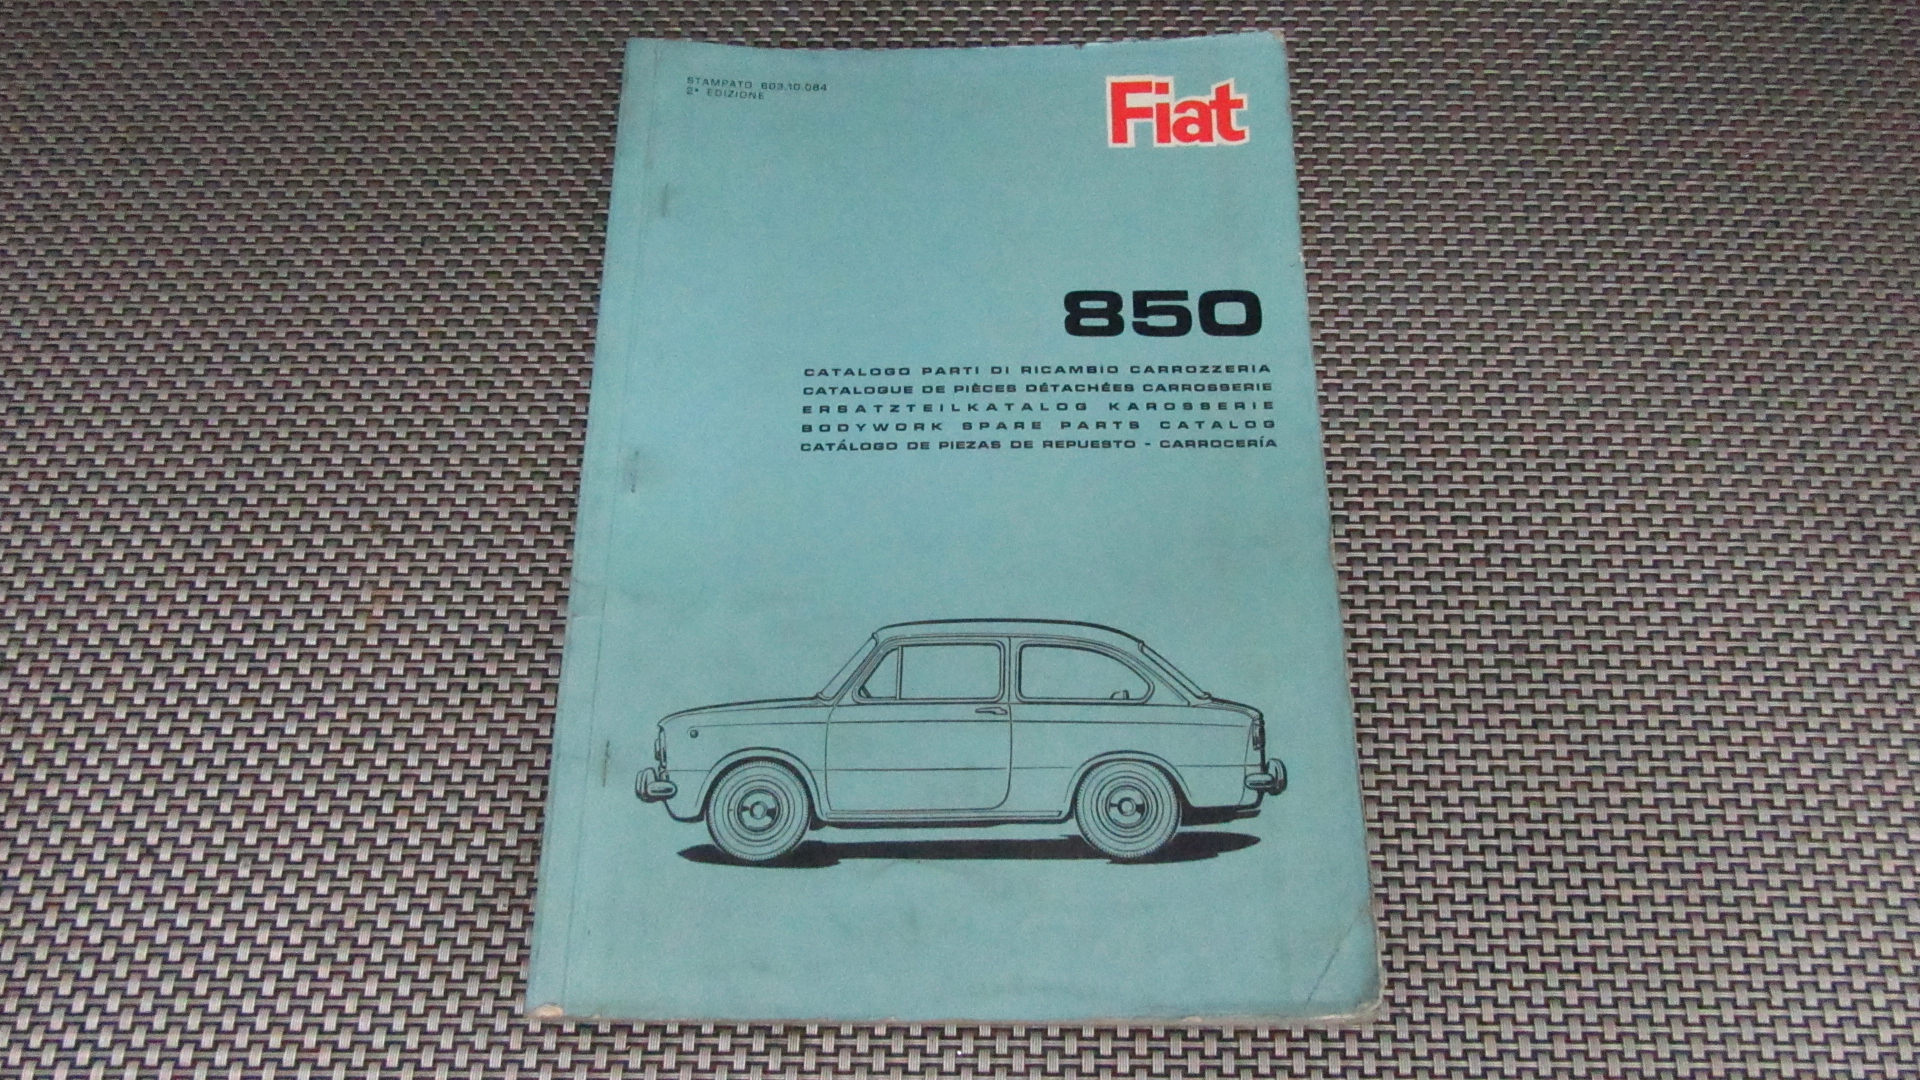 STAMPATO 603.10.084
2ª EDIZIONE
Fiat
850
CATALOGO PARTI DI RICAMBIO CARROZZERIA
CATALOGUE DE PIÈCES DÉTACHÉES CARROSSERIE
ERSATZTEILKATALOG KAROSSERIE
BODYWORK SPARE PARTS CATALOG
CATÁLOGO DE PIEZAS DE REPUESTO - CARROCERÍA